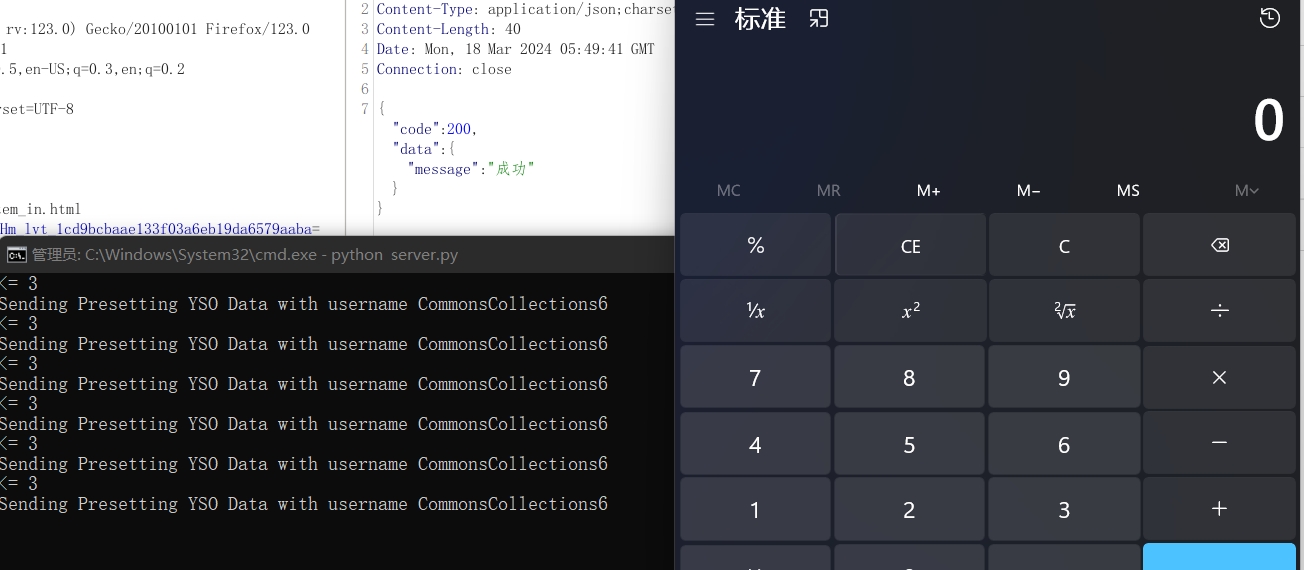 rv:123.0) Gecko/20100101 Firefox/123.0
1
.5,en-US;q=0.3,en;q=0.2
rset=UTF-8
tem_in.html
Hm_lvt_1cd9bcbaae133f03a6eb19da6579aaba=
2 Content-Type: application/json;charset
3 Content-Length: 40
4 Date: Mon, 18 Mar 2024 05:49:41 GMT
5 Connection: close
6
7 {
"code":200,
"data":{
"message":"成功"
}
}
管理员: C:\Windows\System32\cmd.exe - python server.py
<= 3
Sending Presetting YSO Data with username CommonsCollections6
<= 3
Sending Presetting YSO Data with username CommonsCollections6
<= 3
Sending Presetting YSO Data with username CommonsCollections6
<= 3
Sending Presetting YSO Data with username CommonsCollections6
<= 3
Sending Presetting YSO Data with username CommonsCollections6
<= 3
Sending Presetting YSO Data with username CommonsCollections6
标准
0
MC MR M+ M− MS M˅
% CE C
¹/x x² ²√x ÷
7 8 9 ×
4 5 6 −
1 2 3 +